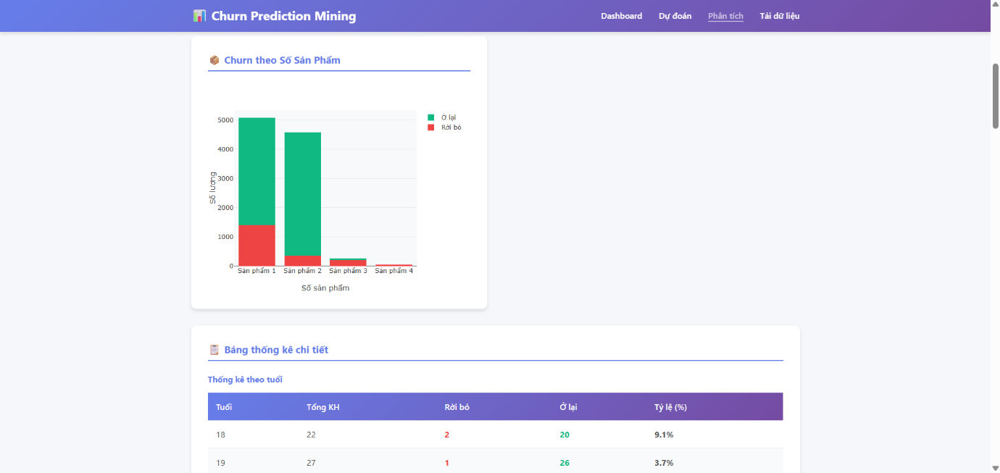 Churn Prediction Mining
Dashboard Dự đoán Phân tích Tải dữ liệu
Churn theo Số Sản Phẩm
Ở lại
Rời bỏ
5000
4000
3000
2000
1000
0
Số lượng
Sản phẩm 1 Sản phẩm 2 Sản phẩm 3 Sản phẩm 4
Số sản phẩm
Bảng thống kê chi tiết
Thống kê theo tuổi
Tuổi Tổng KH Rời bỏ Ở lại Tỷ lệ (%)
18 22 2 20 9.1%
19 27 1 26 3.7%